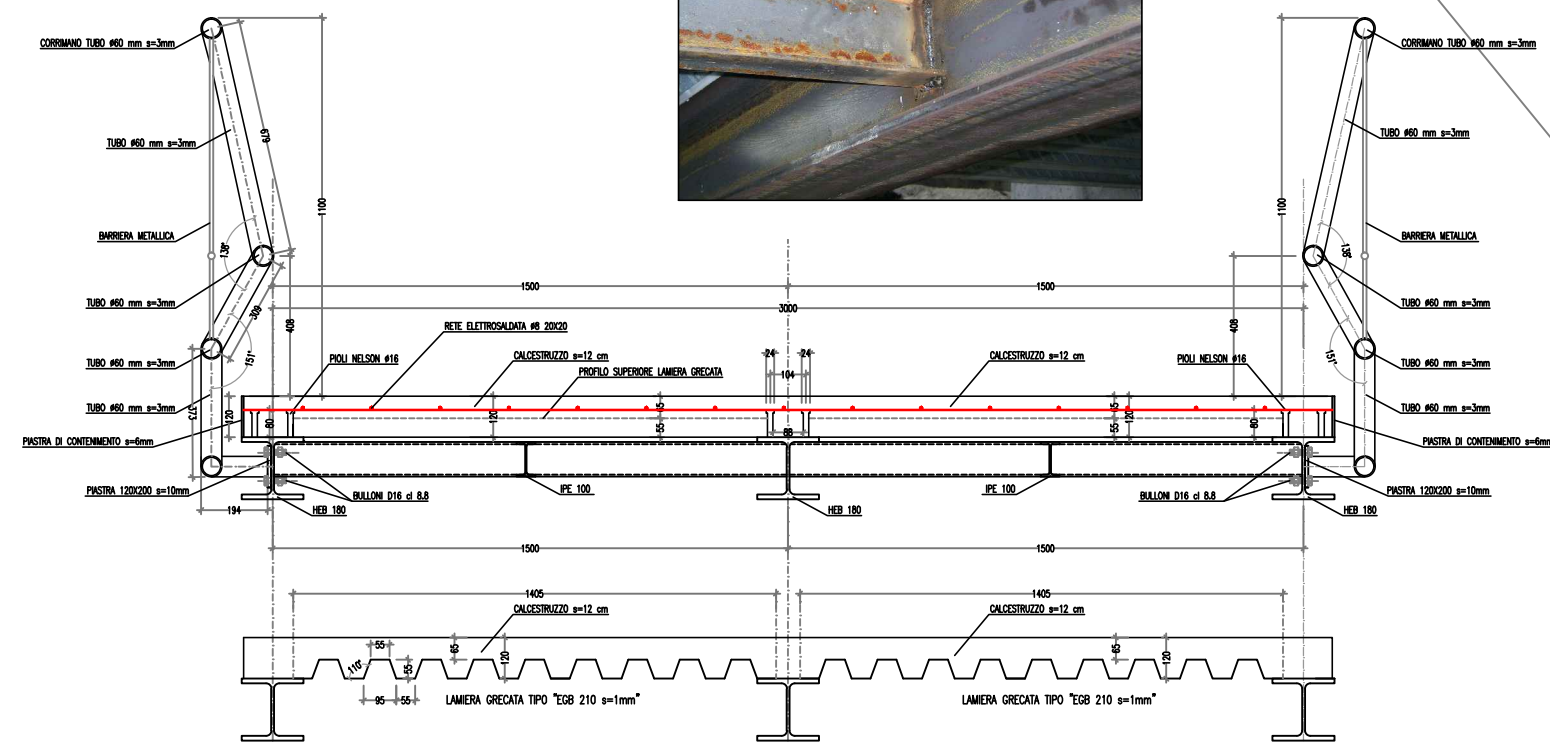 CORRIMANO TUBO ø60 mm s=3mm
CORRIMANO TUBO ø60 mm s=3mm
679
TUBO ø60 mm s=3mm
TUBO ø60 mm s=3mm
1100
1100
BARRIERA METALLICA
BARRIERA METALLICA
138°
138°
1500
1500
TUBO ø60 mm s=3mm
TUBO ø60 mm s=3mm
309
3000
408
408
RETE ELETTROSALDATA ø8 20X20
151°
151°
24
24
PIOLI NELSON ø16
CALCESTRUZZO s=12 cm
CALCESTRUZZO s=12 cm
PIOLI NELSON ø16
TUBO ø60 mm s=3mm
TUBO ø60 mm s=3mm
PROFILO SUPERIORE LAMIERA GRECATA
104
TUBO ø60 mm s=3mm
TUBO ø60 mm s=3mm
373
120
80
120
65
55
88
65
55
120
80
PIASTRA DI CONTENIMENTO s=6mm
PIASTRA DI CONTENIMENTO s=6mm
PIASTRA 120X200 s=10mm
BULLONI D16 cl 8.8
IPE 100
IPE 100
BULLONI D16 cl 8.8
PIASTRA 120X200 s=10mm
194
HEB 180
HEB 180
HEB 180
1500
1500
1405
1405
CALCESTRUZZO s=12 cm
CALCESTRUZZO s=12 cm
55
65
120
65
120
110°
55
95
55
LAMIERA GRECATA TIPO "EGB 210 s=1mm"
LAMIERA GRECATA TIPO "EGB 210 s=1mm"